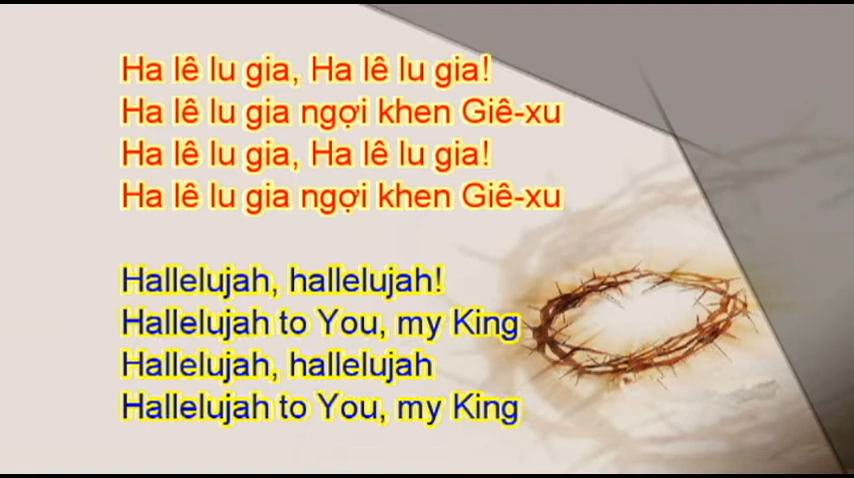 Ha lê lu gia, Ha lê lu gia!
Ha lê lu gia ngợi khen Giê-xu
Ha lê lu gia, Ha lê lu gia!
Ha lê lu gia ngợi khen Giê-xu
Hallelujah, hallelujah!
Hallelujah to You, my King
Hallelujah, hallelujah
Hallelujah to You, my King